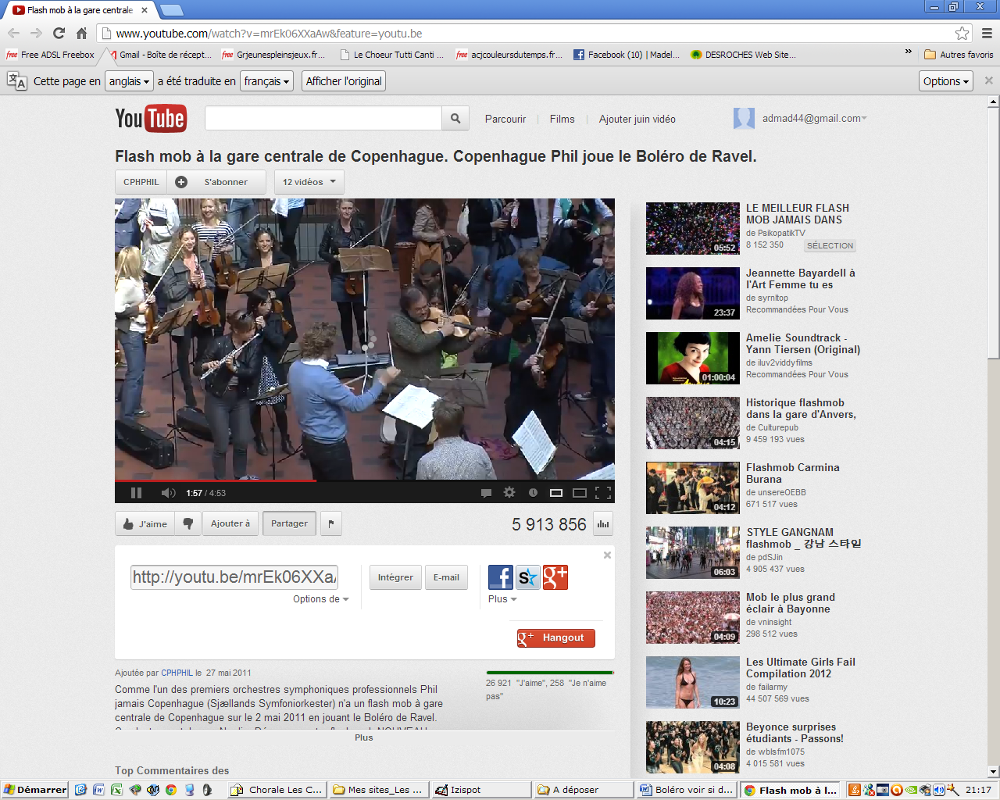 Flash mob à la gare centrale
www.youtube.com/watch?v=mrEk06XXaAw&feature=youtu.be
Free ADSL Freebox
Gmail - Boîte de récept...
Grjeunespleinsjeux.fr...
Le Choeur Tutti Canti ...
acjcouleursdutemps.fr...
Facebook (10) | Madel...
DESROCHES Web Site...
»
Autres favoris
Cette page en anglais a été traduite en français Afficher l'original
Options
YouTube
Parcourir | Films | Ajouter juin vidéo
admad44@gmail.com
Flash mob à la gare centrale de Copenhague. Copenhague Phil joue le Boléro de Ravel.
CPHPHIL S'abonner 12 vidéos
1:57 / 4:53
J'aime Ajouter à Partager
5 913 856
http://youtu.be/mrEk06XXaA
Options de
Intégrer E-mail
Plus
Hangout
Ajoutée par CPHPHIL le 27 mai 2011
Comme l'un des premiers orchestres symphoniques professionnels Phil
jamais Copenhague (Sjællands Symfoniorkester) n'a un flash mob à gare
centrale de Copenhague sur le 2 mai 2011 en jouant le Boléro de Ravel.
26 921 "J'aime", 258 "Je n'aime
pas"
Plus
Top Commentaires des
05:52
LE MEILLEUR FLASH
MOB JAMAIS DANS
de PsikopatikTV
8 152 350 SÉLECTION
23:37
Jeannette Bayardell à
l'Art Femme tu es
de syrnltop
Recommandées Pour Vous
01:00:04
Amelie Soundtrack -
Yann Tiersen (Original)
de iluv2viddyfilms
Recommandées Pour Vous
04:15
Historique flashmob
dans la gare d'Anvers,
de Culturepub
9 459 193 vues
04:12
Flashmob Carmina
Burana
de unsereOEBB
671 517 vues
06:03
STYLE GANGNAM
flashmob _ 강남 스타일
de pdSJin
4 905 437 vues
04:09
Mob le plus grand
éclair à Bayonne
de vninsight
298 512 vues
10:23
Les Ultimate Girls Fail
Compilation 2012
de failarmy
44 507 569 vues
04:08
Beyonce surprises
étudiants - Passons!
de wblsfm1075
4 015 581 vues
Démarrer
Chorale Les C...
Mes sites_Les ...
Izispot
A déposer
Boléro voir si d...
Flash mob à l...
21:17